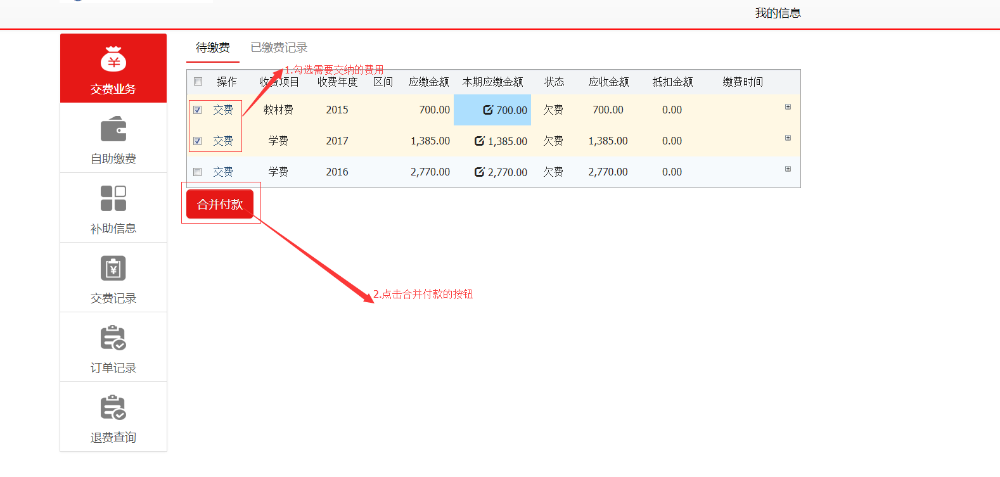 我的信息
交费业务
自助缴费
补助信息
交费记录
订单记录
退费查询
待缴费 已缴费记录
1.勾选需要交纳的费用
操作 收费项目 收费年度 区间 应缴金额 本期应缴金额 状态 应收金额 抵扣金额 缴费时间
交费 教材费 2015 700.00 700.00 欠费 700.00 0.00
交费 学费 2017 1,385.00 1,385.00 欠费 1,385.00 0.00
交费 学费 2016 2,770.00 2,770.00 欠费 2,770.00 0.00
合并付款
2.点击合并付款的按钮